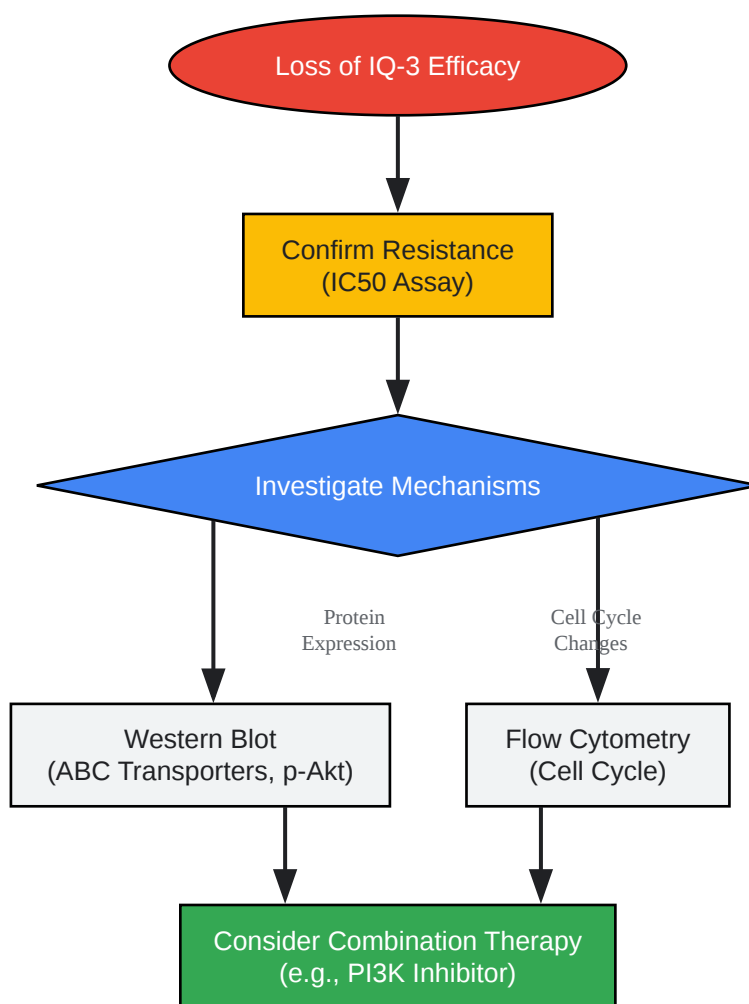 Loss of IQ-3 Efficacy
Confirm Resistance
(IC50 Assay)
Investigate Mechanisms
Protein
Expression
Cell Cycle
Changes
Western Blot
(ABC Transporters, p-Akt)
Flow Cytometry
(Cell Cycle)
Consider Combination Therapy
(e.g., PI3K Inhibitor)